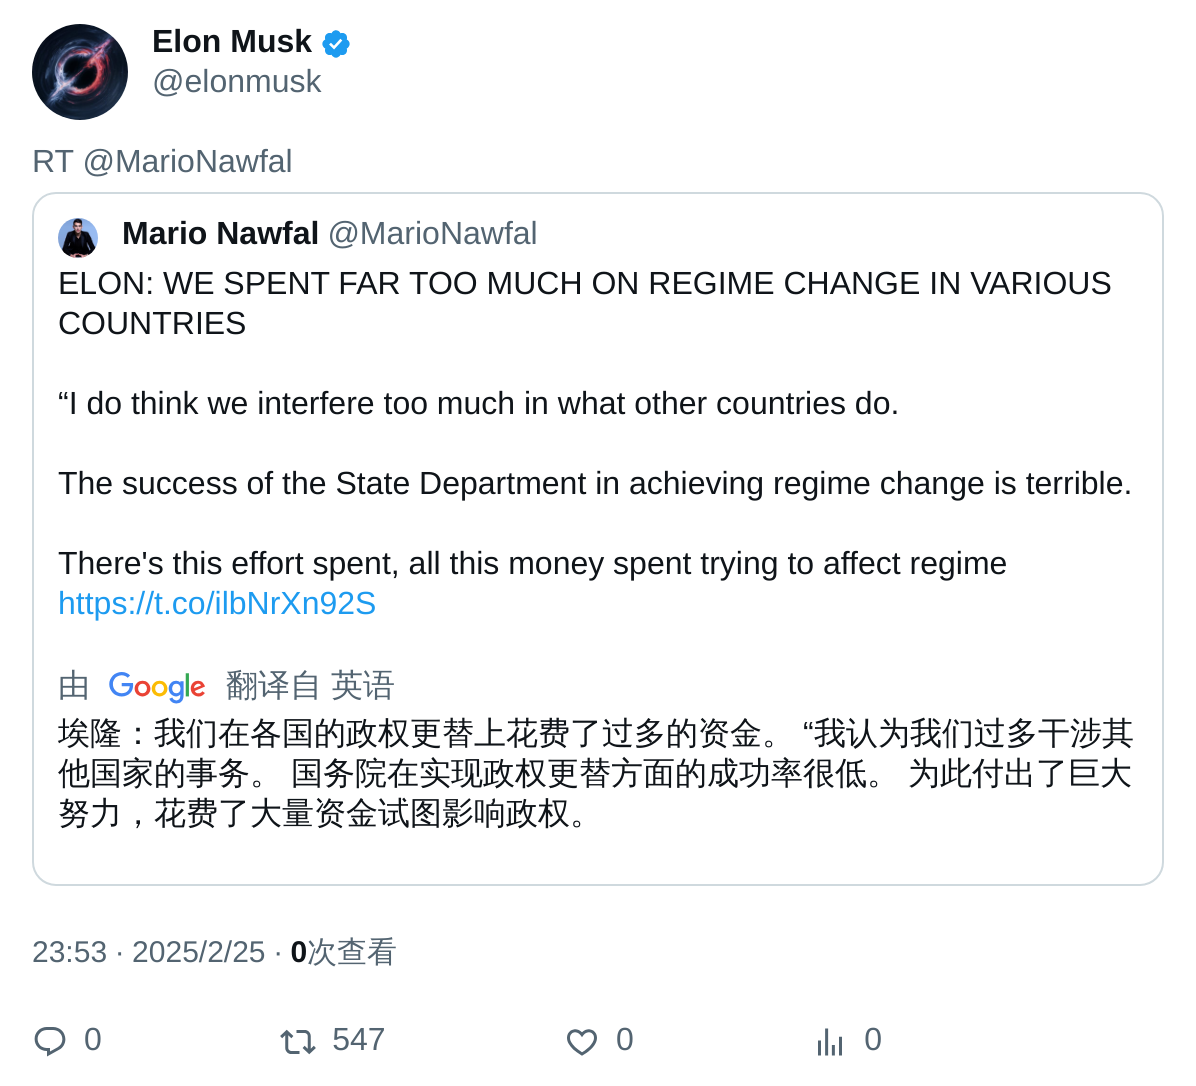 Elon Musk
@elonmusk
RT @MarioNawfal
Mario Nawfal @MarioNawfal
ELON: WE SPENT FAR TOO MUCH ON REGIME CHANGE IN VARIOUS
COUNTRIES
“I do think we interfere too much in what other countries do.
The success of the State Department in achieving regime change is terrible.
There's this effort spent, all this money spent trying to affect regime
https://t.co/ilbNrXn92S
由 Google 翻译自 英语
埃隆：我们在各国的政权更替上花费了过多的资金。 “我认为我们过多干涉其
他国家的事务。 国务院在实现政权更替方面的成功率很低。 为此付出了巨大
努力，花费了大量资金试图影响政权。
23:53 · 2025/2/25 · 0次查看
0 547 0 0